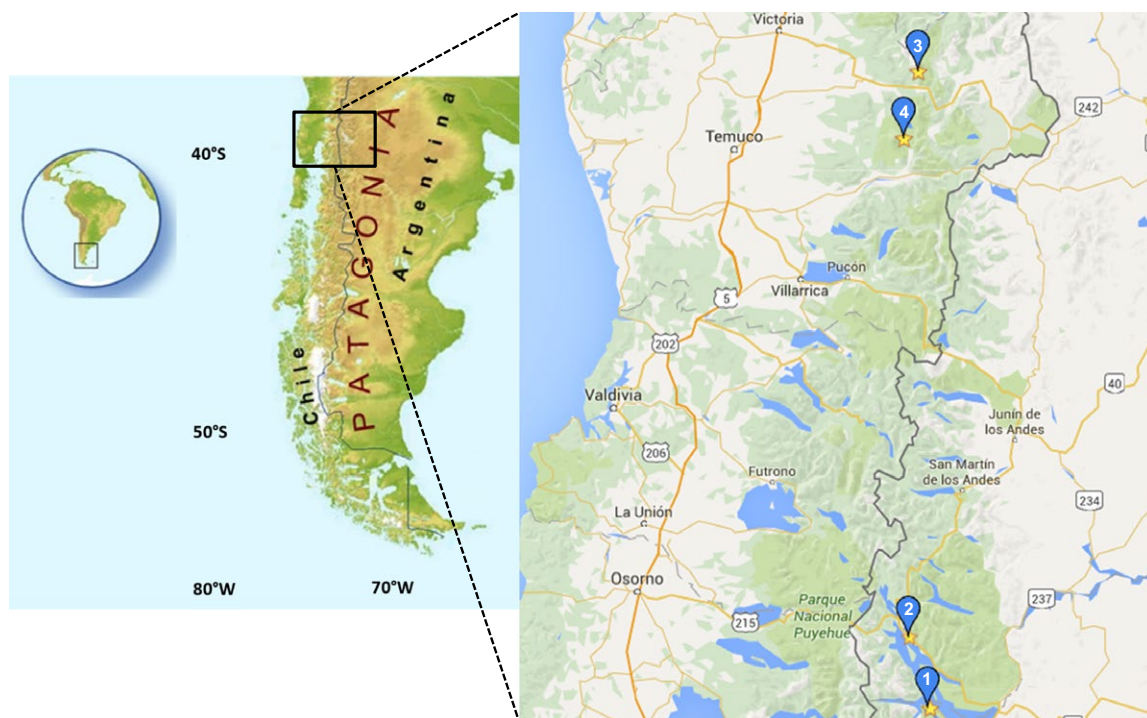 40°S
50°S
80°W
70°W
PATAGONIA
Argentina
Chile
Victoria
3
4
242
Temuco
Pucón
Villarrica
5
202
Valdivia
40
Junín de
los Andes
San Martín
de los Andes
206
Futrono
234
La Unión
Osorno
Parque
Nacional
Puyehue
215
237
2
1